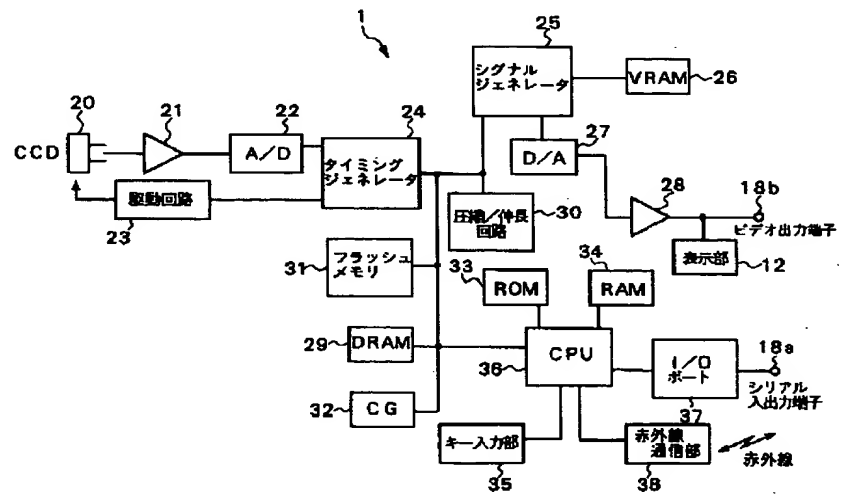 1
25
シグナル
ジェネレータ
VRAM
26
20
21
22
24
CCD
A/D
タイミング
ジェネレータ
27
D/A
駆動回路
23
圧縮/伸長
回路
30
28
18b
ビデオ出力端子
表示部
12
フラッシュ
メモリ
31
33
ROM
34
RAM
DRAM
29
CPU
36
I/O
ポート
37
18a
シリアル
入出力端子
CG
32
キー入力部
35
赤外線
通信部
38
赤外線